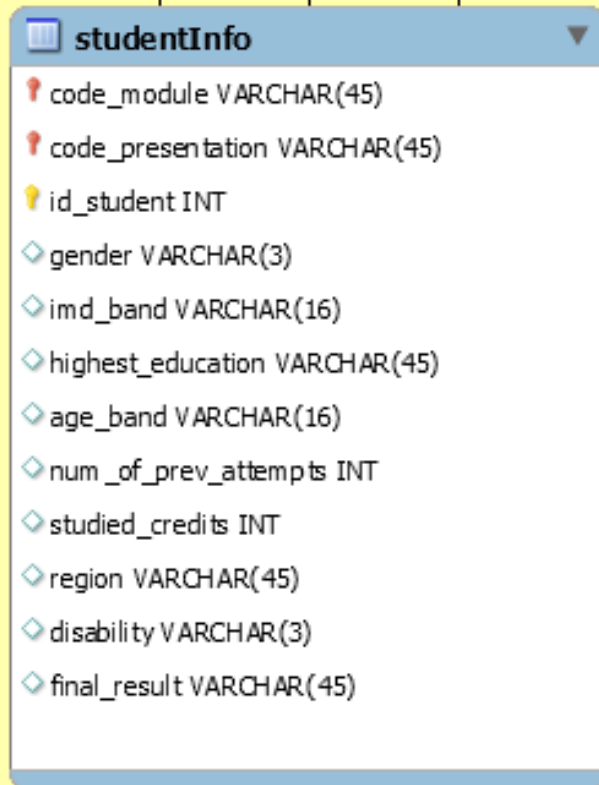 studentInfo
code_module VARCHAR(45)
code_presentation VARCHAR(45)
id_student INT
gender VARCHAR(3)
imd_band VARCHAR(16)
highest_education VARCHAR(45)
age_band VARCHAR(16)
num_of_prev_attempts INT
studied_credits INT
region VARCHAR(45)
disability VARCHAR(3)
final_result VARCHAR(45)